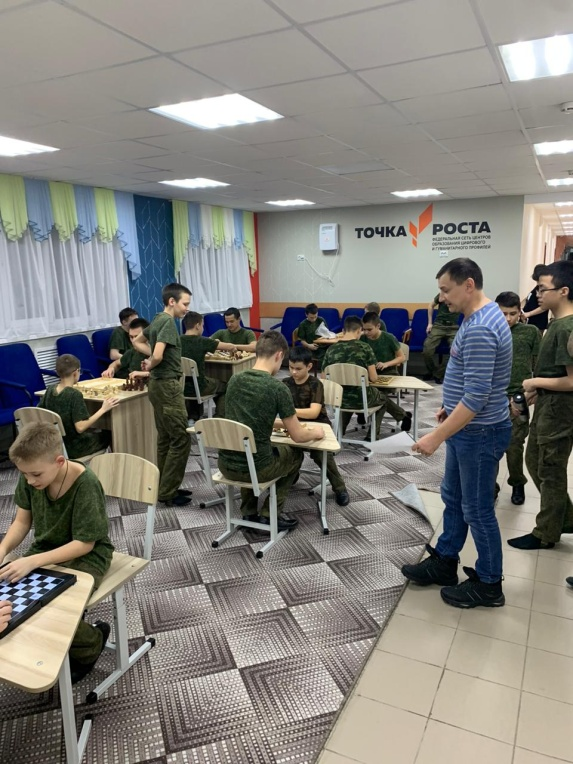 ТОЧКА РОСТА
ФЕДЕРАЛЬНАЯ СЕТЬ ЦЕНТРОВ
ОБРАЗОВАНИЯ ЦИФРОВОГО
И ГУМАНИТАРНОГО ПРОФИЛЕЙ